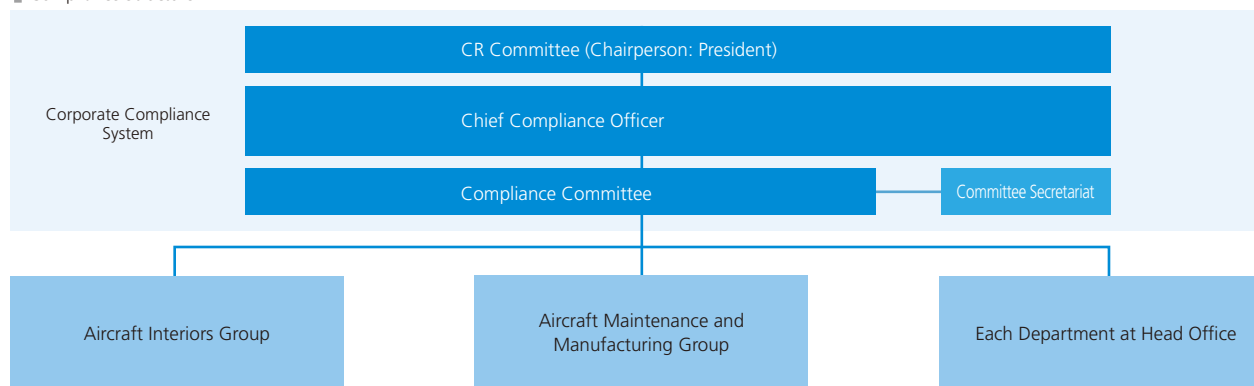 CR Committee (Chairperson: President)
Corporate Compliance
System
Chief Compliance Officer
Compliance Committee
Committee Secretariat
Aircraft Interiors Group
Aircraft Maintenance and
Manufacturing Group
Each Department at Head Office